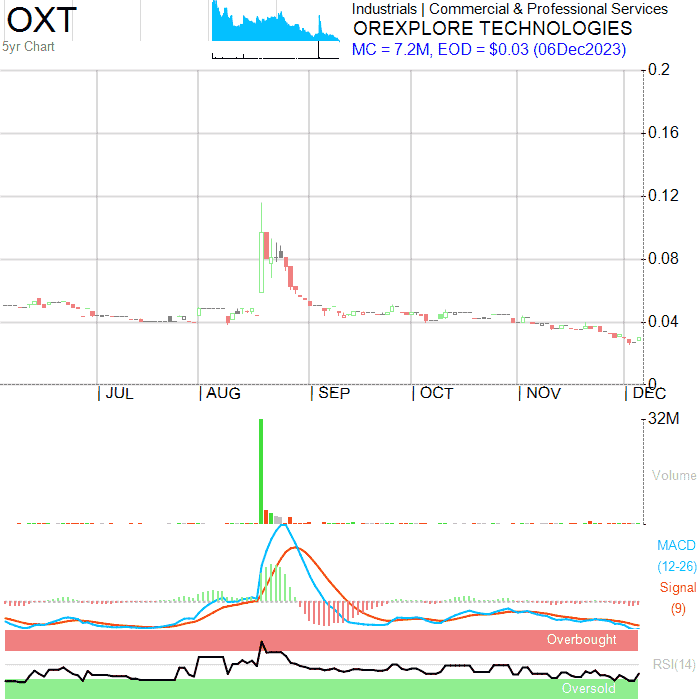 OXT
5yr Chart
Industrials | Commercial & Professional Services
OREXPLORE TECHNOLOGIES
MC = 7.2M, EOD = $0.03 (06Dec2023)
0.2
0.16
0.12
0.08
0.04
0
| JUL | AUG | SEP | OCT | NOV | DEC
32M
Volume
MACD
(12-26)
Signal
(9)
Overbought
RSI(14)
Oversold